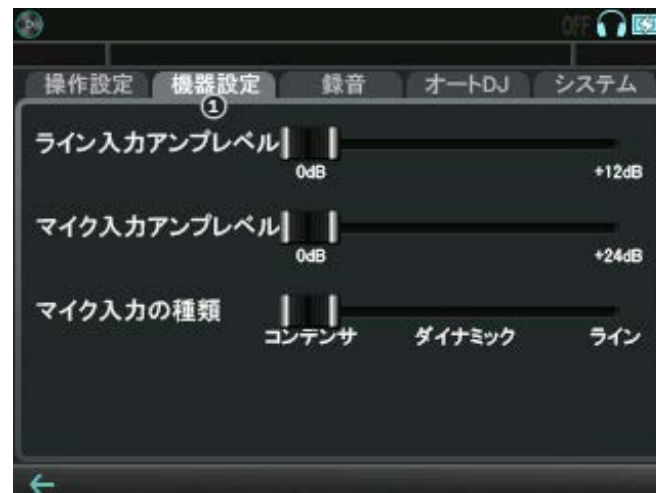 OFF
操作設定 機器設定 録音 オートDJ システム
①
ライン入力アンプレベル
0dB +12dB
マイク入力アンプレベル
0dB +24dB
マイク入力の種類
コンデンサ ダイナミック ライン